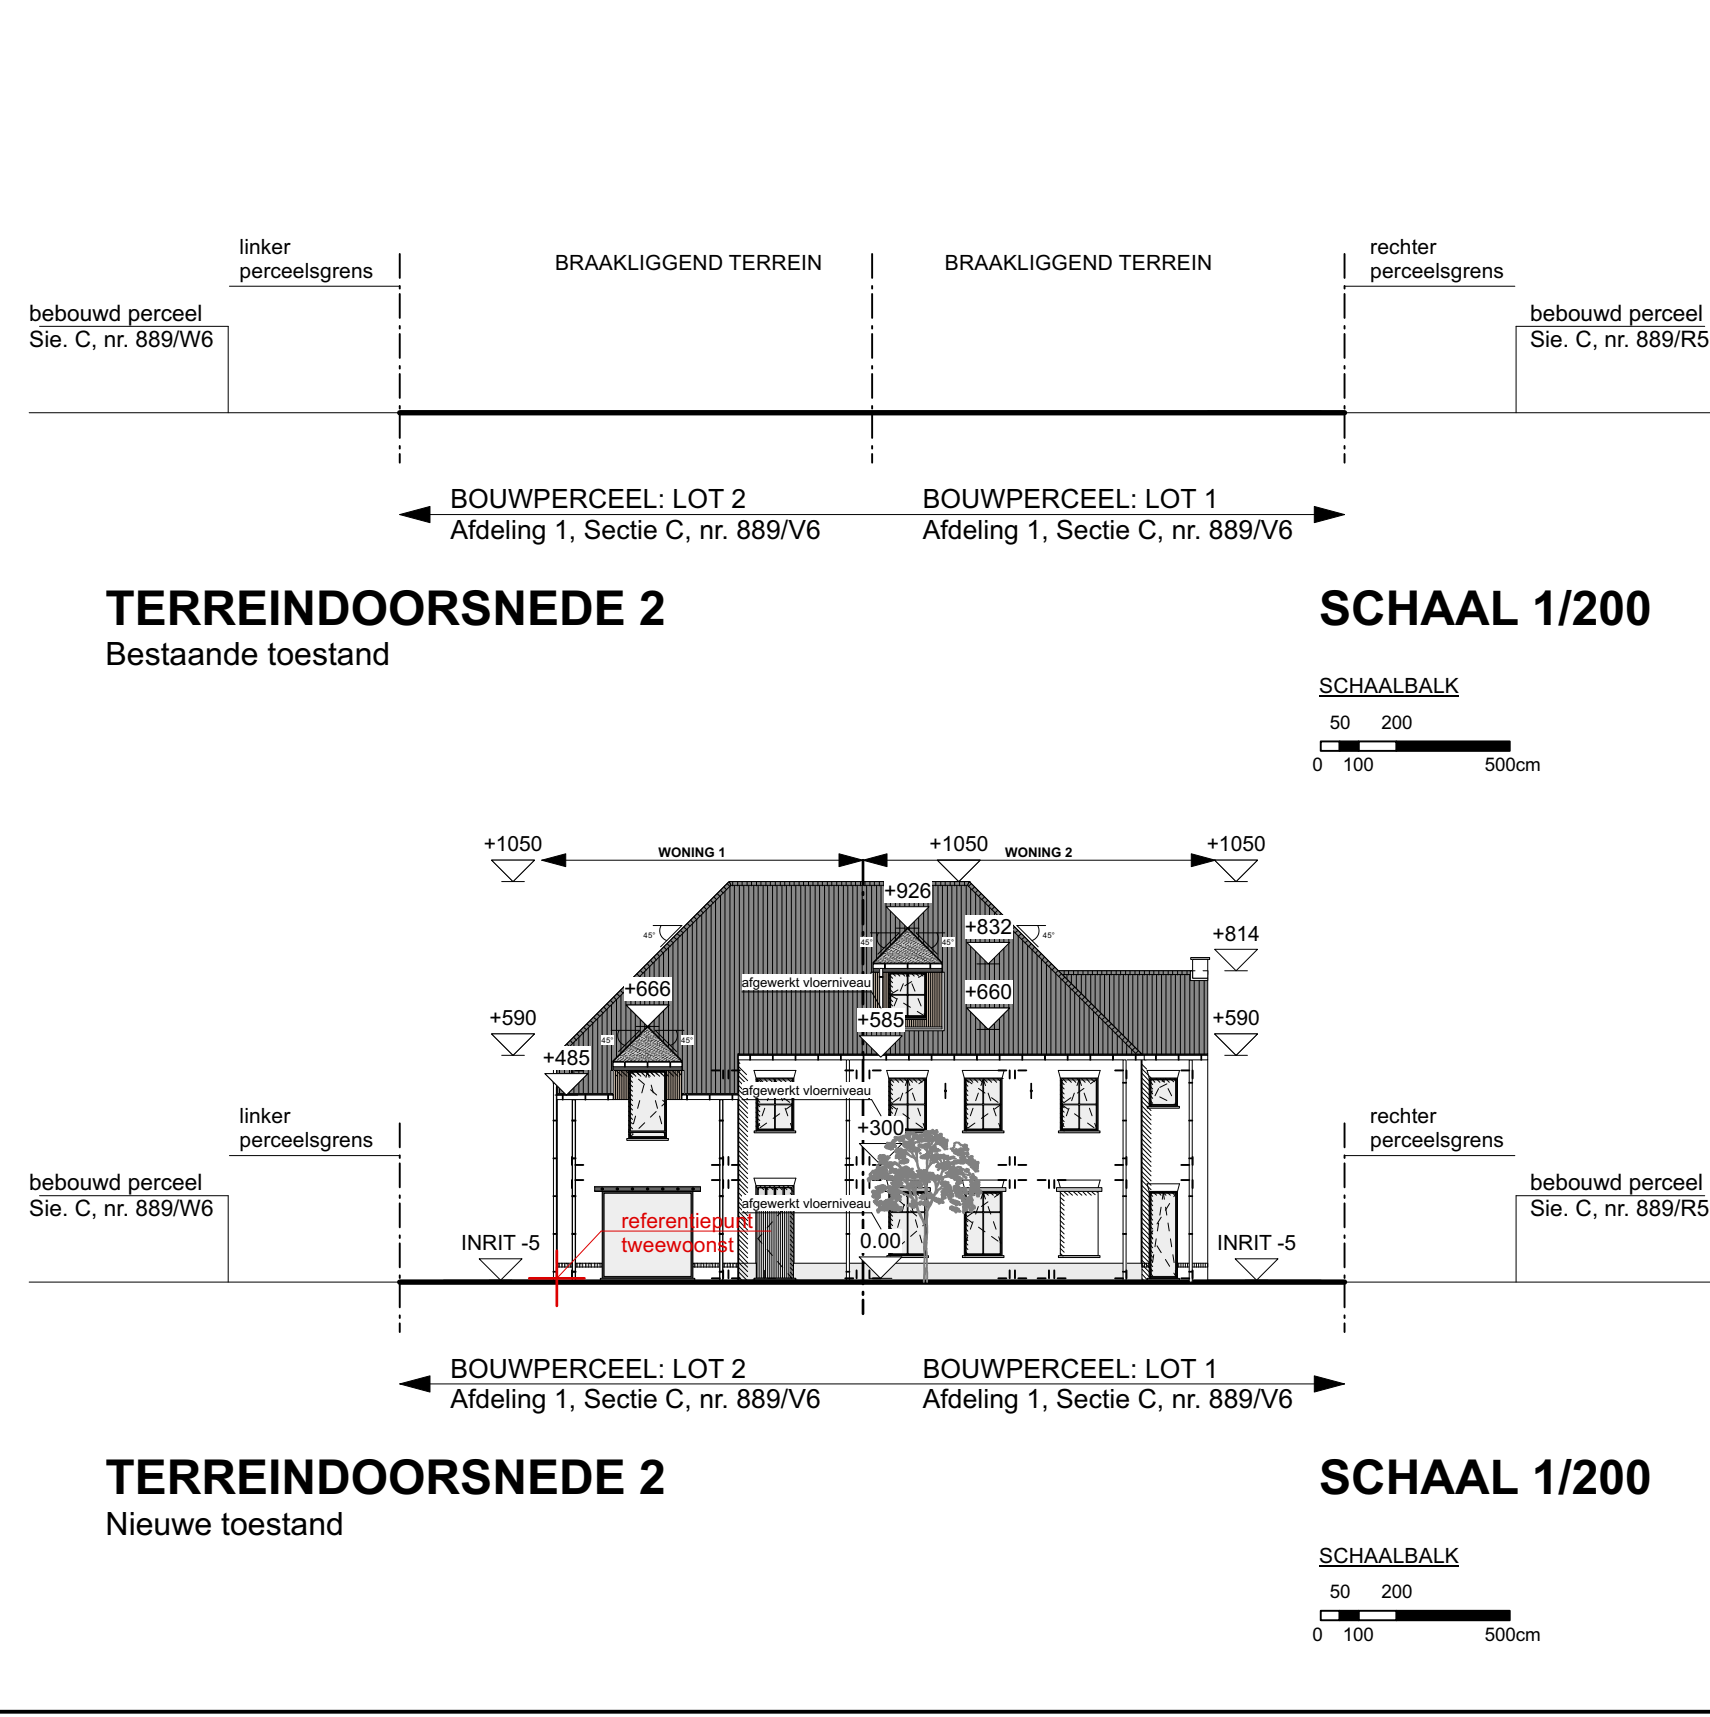 linker
perceelsgrens
BRAAKLIGGEND TERREIN
BRAAKLIGGEND TERREIN
rechter
perceelsgrens
bebouwd perceel
Sie. C, nr. 889/W6
bebouwd perceel
Sie. C, nr. 889/R5
BOUWPERCEEL: LOT 2
Afdeling 1, Sectie C, nr. 889/V6
BOUWPERCEEL: LOT 1
Afdeling 1, Sectie C, nr. 889/V6
TERREINDOORSNEDE 2
Bestaande toestand
SCHAAL 1/200
SCHAALBALK
50 200
0 100 500cm
+1050
WONING 1
+1050
WONING 2
+1050
+926
+832
45°
45°
45°
45°
+814
afgewerkt vloerniveau
+666
+660
+590
+585
+590
45°
45°
+485
afgewerkt vloerniveau
+300
linker
perceelsgrens
rechter
perceelsgrens
bebouwd perceel
Sie. C, nr. 889/W6
bebouwd perceel
Sie. C, nr. 889/R5
afgewerkt vloerniveau
referentiepunt
tweewoonst
INRIT -5
0.00
INRIT -5
BOUWPERCEEL: LOT 2
Afdeling 1, Sectie C, nr. 889/V6
BOUWPERCEEL: LOT 1
Afdeling 1, Sectie C, nr. 889/V6
TERREINDOORSNEDE 2
Nieuwe toestand
SCHAAL 1/200
SCHAALBALK
50 200
0 100 500cm